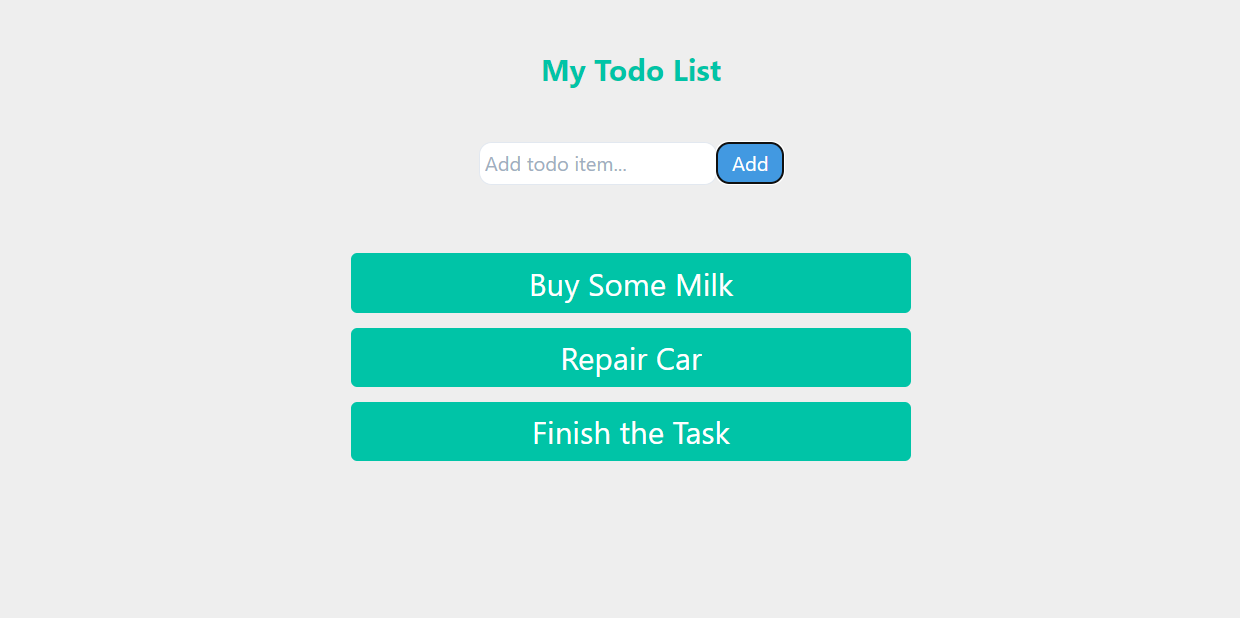 My Todo List
Add todo item...
Add
Buy Some Milk
Repair Car
Finish the Task